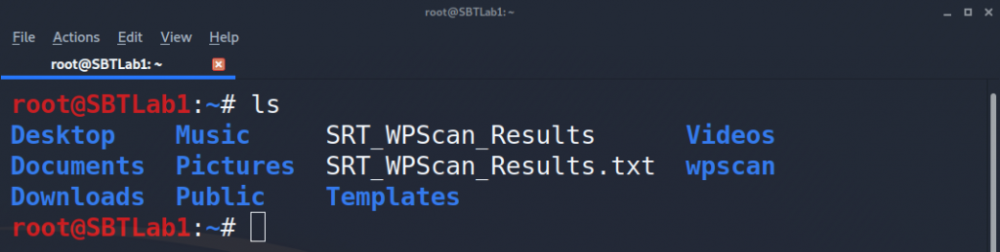 root@SBTLab1: ~
File Actions Edit View Help
root@SBTLab1: ~
root@SBTLab1:~# ls
Desktop Music SRT_WPScan_Results Videos
Documents Pictures SRT_WPScan_Results.txt wpscan
Downloads Public Templates
root@SBTLab1:~#